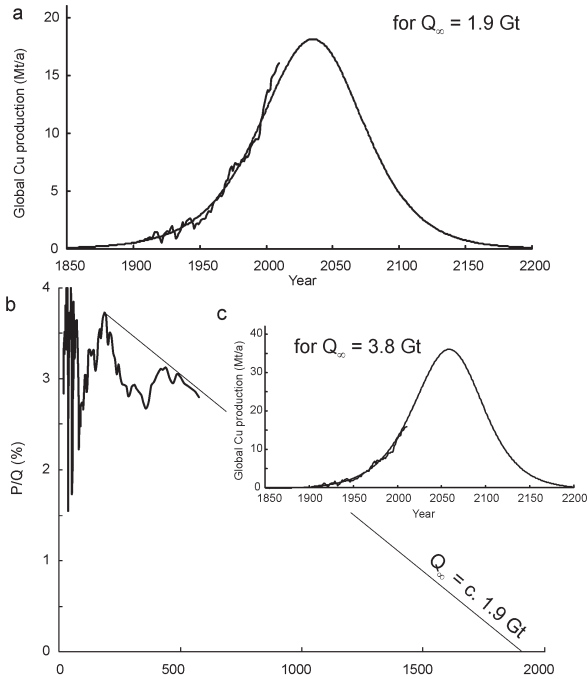 a
for Q∞ = 1.9 Gt
Global Cu production (Mt/a)
20
15
10
5
0
1850 1900 1950 2000 2050 2100 2150 2200
Year
b
P/Q (%)
4
3
2
1
0
0 500 1000 1500 2000
Q∞ = c. 1.9 Gt
c
for Q∞ = 3.8 Gt
Global Cu production (Mt/a)
40
30
20
10
0
1850 1900 1950 2000 2050 2100 2150 2200
Year